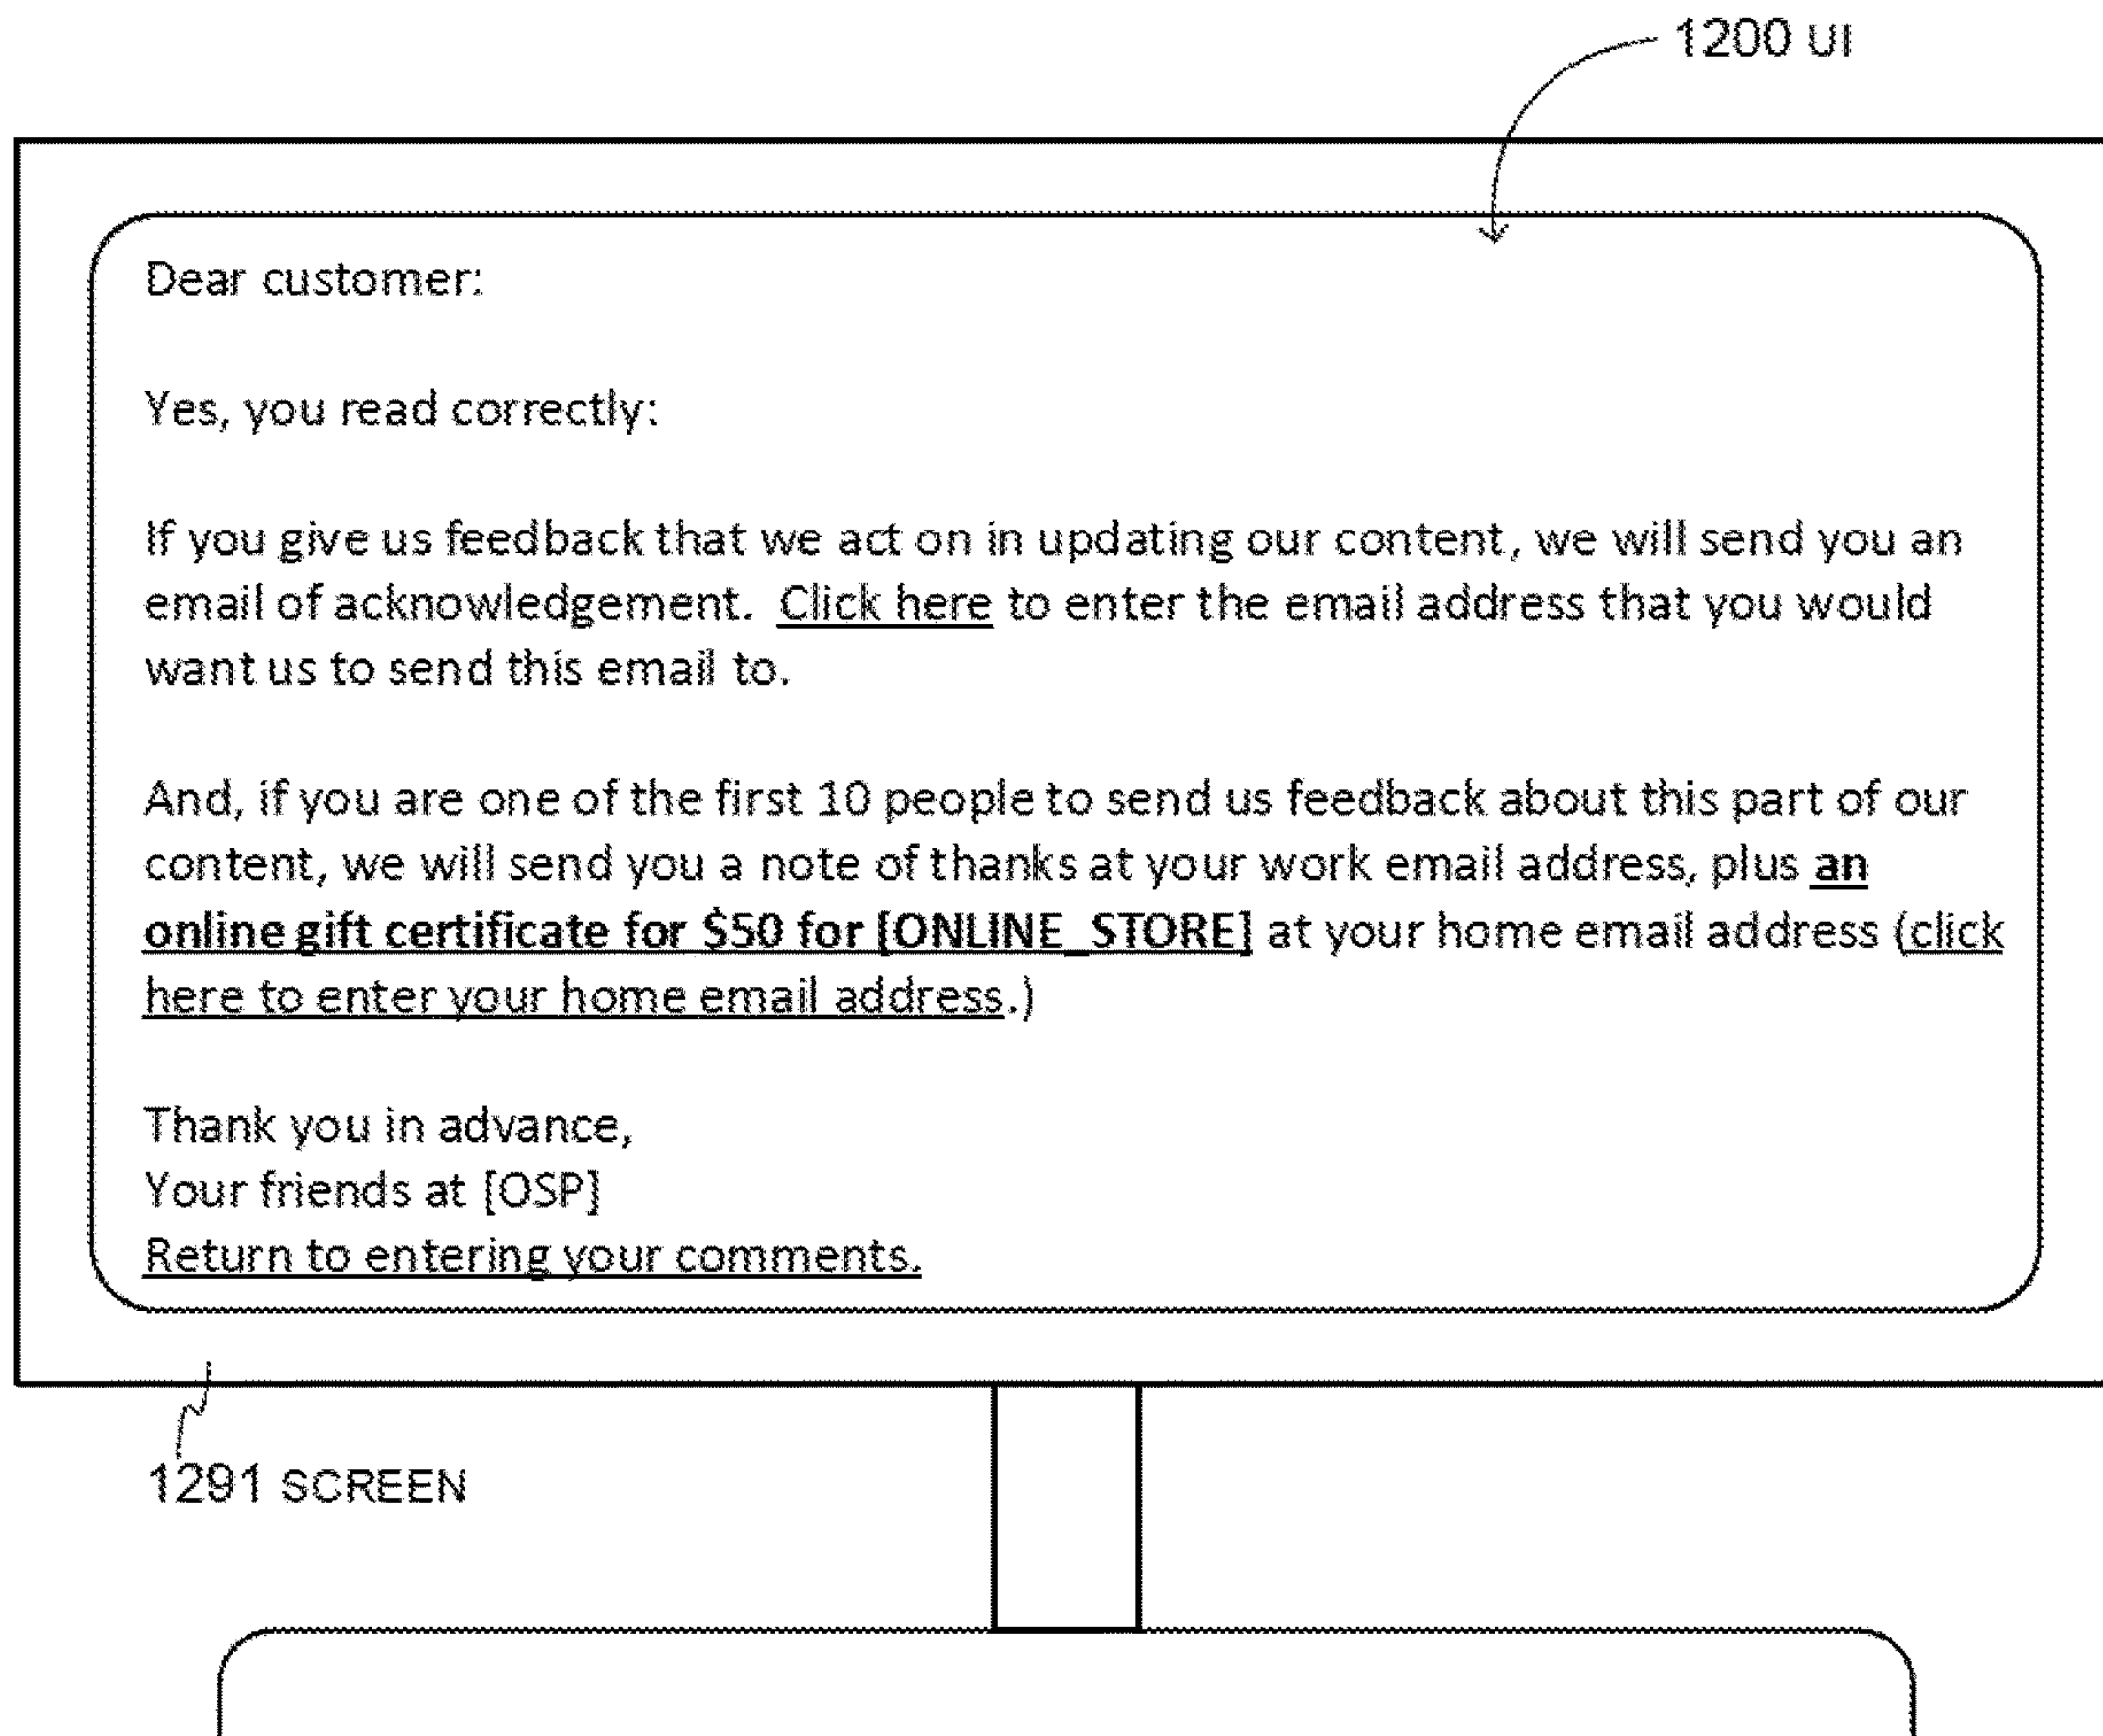 1200 UI
Dear customer:
Yes, you read correctly:
If you give us feedback that we act on in updating our content, we will send you an
email of acknowledgement. Click here to enter the email address that you would
want us to send this email to.
And, if you are one of the first 10 people to send us feedback about this part of our
content, we will send you a note of thanks at your work email address, plus an
online gift certificate for $50 for [ONLINE_STORE] at your home email address (click
here to enter your home email address.)
Thank you in advance,
Your friends at [OSP]
Return to entering your comments.
1291 SCREEN